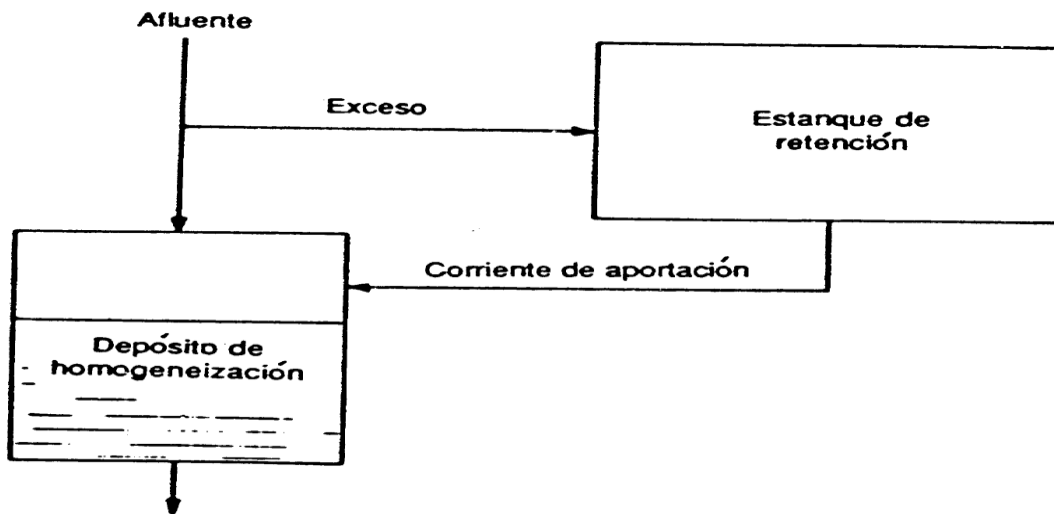 Afluente
Exceso
Estanque de
retención
Corriente de aportación
Depósito de
homogeneización